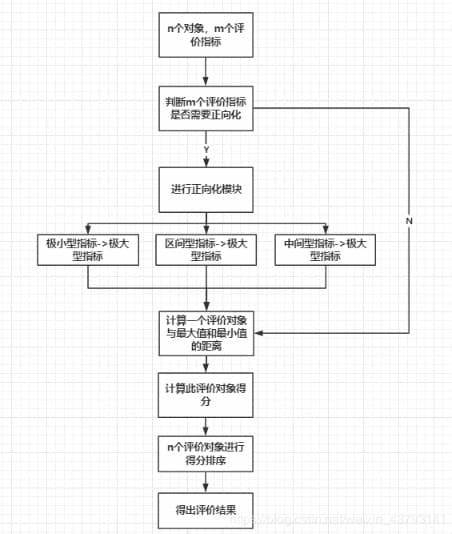 n个对象，m个评
价指标
判断m个评价指标
是否需要正向化
Y
N
进行正向化模块
极小型指标->极大
型指标
区间型指标->极大
型指标
中间型指标->极大
型指标
计算一个评价对象
与最大值和最小值
的距离
计算此评价对象得
分
n个评价对象进行
得分排序
得出评价结果